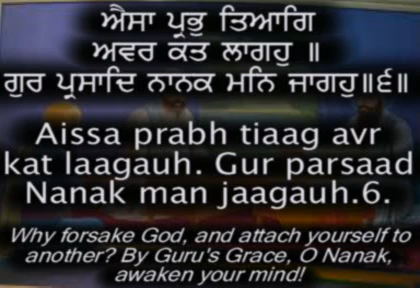 ਐਸਾ ਪ੍ਰਭੁ ਤਿਆਗਿ
ਅਵਰ ਕਤ ਲਾਗਹੁ ॥
ਗੁਰ ਪ੍ਰਸਾਦਿ ਨਾਨਕ ਮਨਿ ਜਾਗਹੁ॥੬॥
Aissa prabh tiaag avr
kat laagauh. Gur parsaad
Nanak man jaagauh.6.
Why forsake God, and attach yourself to
another? By Guru's Grace, O Nanak,
awaken your mind!